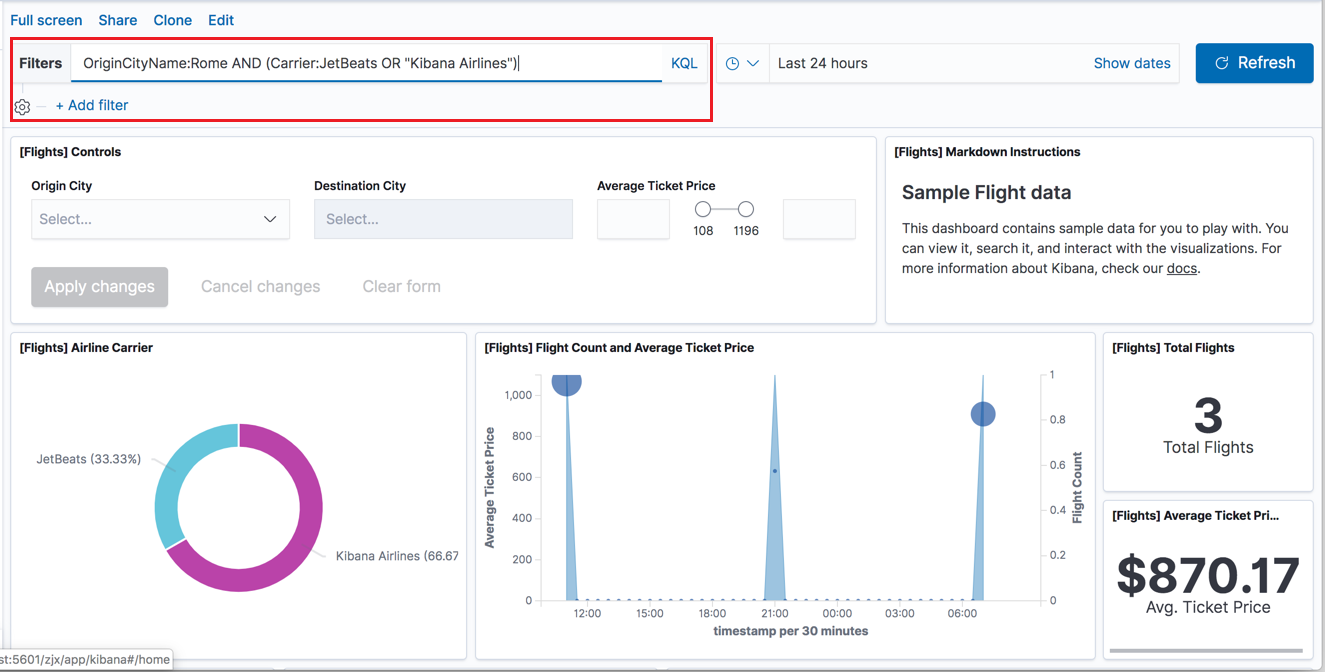 Full screen Share Clone Edit
Filters OriginCityName:Rome AND (Carrier:JetBeats OR "Kibana Airlines") KQL Last 24 hours Show dates Refresh
+ Add filter
[Flights] Controls
Origin City Destination City Average Ticket Price
Select... Select...
108 1196
Apply changes Cancel changes Clear form
[Flights] Markdown Instructions
Sample Flight data
This dashboard contains sample data for you to play with. You
can view it, search it, and interact with the visualizations. For
more information about Kibana, check our docs.
[Flights] Airline Carrier
JetBeats (33.33%)
Kibana Airlines (66.67
[Flights] Flight Count and Average Ticket Price
Average Ticket Price
1,000
800
600
400
200
0
1
0.8
0.6
0.4
0.2
0
Flight Count
12:00 15:00 18:00 21:00 00:00 03:00 06:00
timestamp per 30 minutes
[Flights] Total Flights
3
Total Flights
[Flights] Average Ticket Pri...
$870.17
Avg. Ticket Price
st:5601/zjx/app/kibana#/home